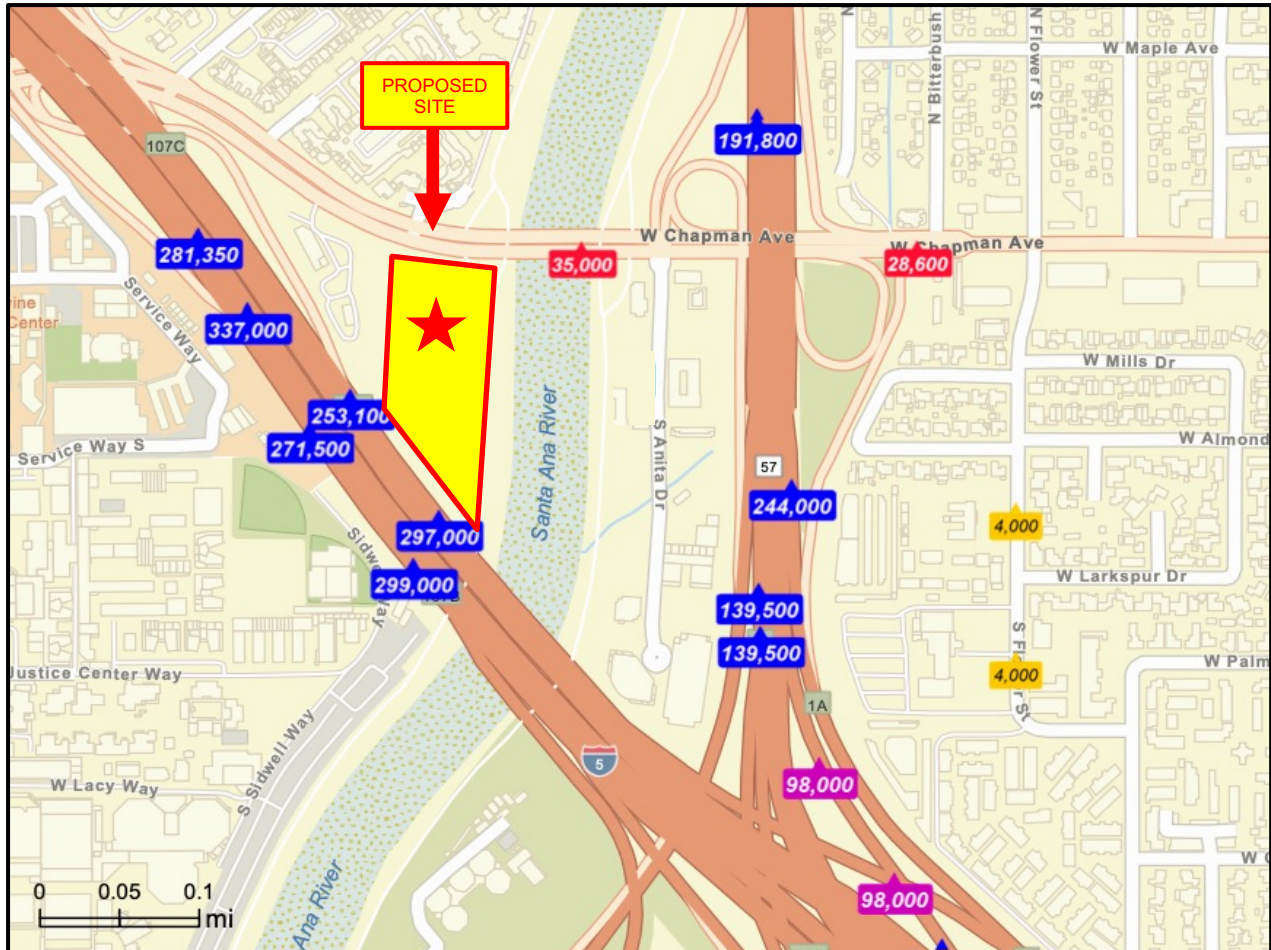 W Maple Ave
N Bitterbush
N Flower St
N
PROPOSED
SITE
191,800
107C
W Chapman Ave
W Chapman Ave
281,350
35,000
28,600
Service Way
ine
Center
337,000
W Mills Dr
253,100
271,500
Service Way S
Santa Ana River
S Anita Dr
W Almond
57
244,000
297,000
4,000
299,000
W Larkspur Dr
139,500
139,500
Justice Center Way
4,000
W Palm
1A
S Sidwell Way
5
W Lacy Way
98,000
W
98,000
0 0.05 0.1
mi
Ana River